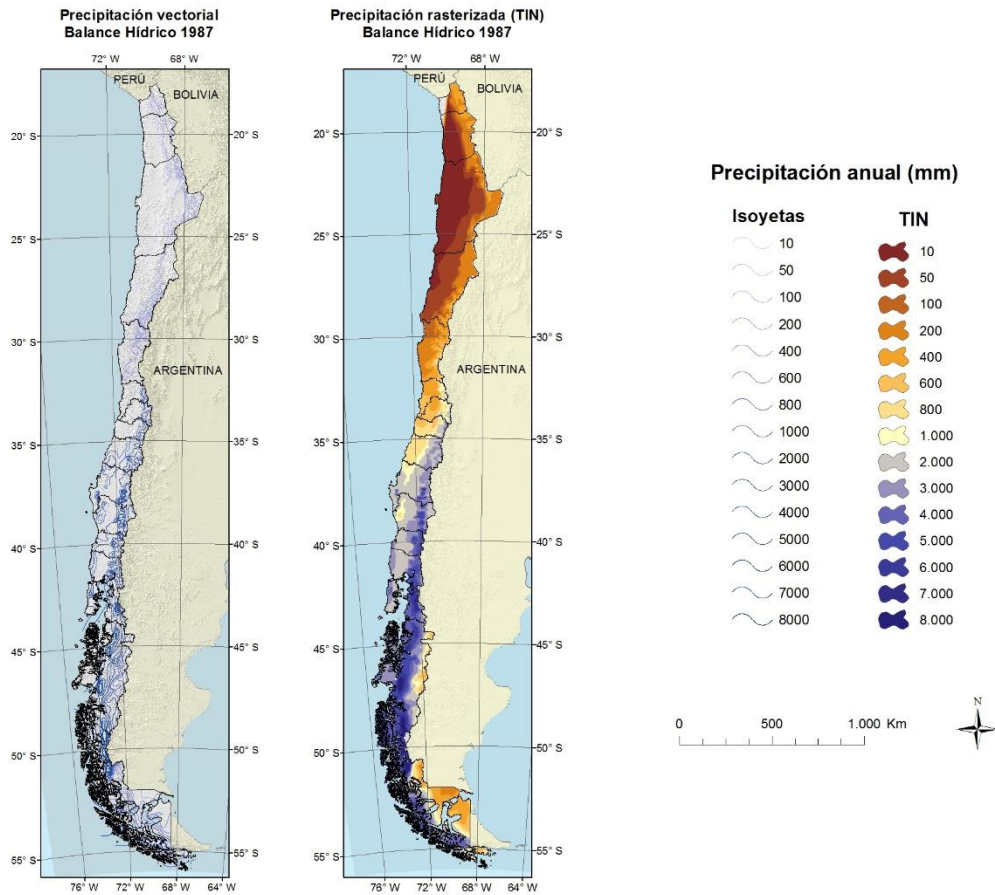 Precipitación vectorial
Balance Hídrico 1987
72° W 68° W
PERÚ
BOLIVIA
20° S 20° S
25° S 25° S
30° S 30° S
ARGENTINA
35° S 35° S
40° S 40° S
45° S 45° S
50° S 50° S
55° S 55° S
76° W 72° W 68° W 64° W
Precipitación rasterizada (TIN)
Balance Hídrico 1987
72° W 68° W
PERÚ
BOLIVIA
20° S 20° S
25° S 25° S
30° S 30° S
ARGENTINA
35° S 35° S
40° S 40° S
45° S 45° S
50° S 50° S
55° S 55° S
76° W 72° W 68° W 64° W
Precipitación anual (mm)
Isoyetas
10
50
100
200
400
600
800
1000
2000
3000
4000
5000
6000
7000
8000
TIN
10
50
100
200
400
600
800
1.000
2.000
3.000
4.000
5.000
6.000
7.000
8.000
0 500 1.000 Km
N